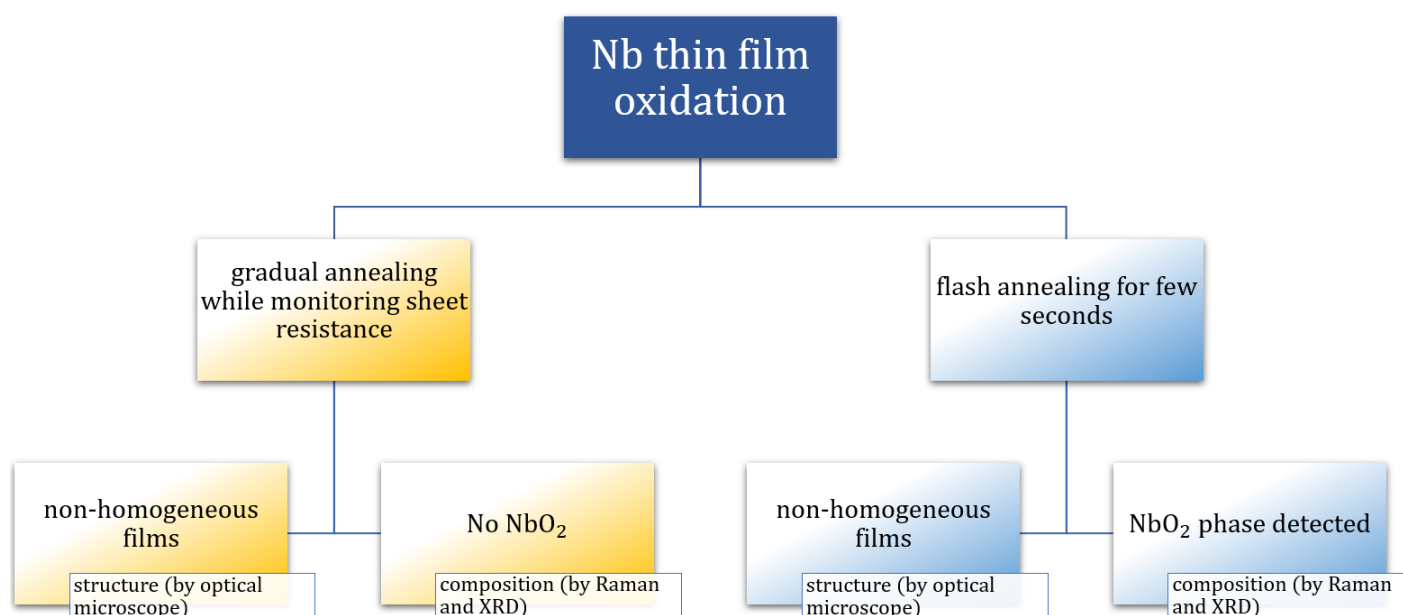 Nb thin film
oxidation
gradual annealing
while monitoring sheet
resistance
flash annealing for few
seconds
non-homogeneous
films
structure (by optical
microscope)
No NbO₂
composition (by Raman
and XRD)
non-homogeneous
films
structure (by optical
microscope)
NbO₂ phase detected
composition (by Raman
and XRD)